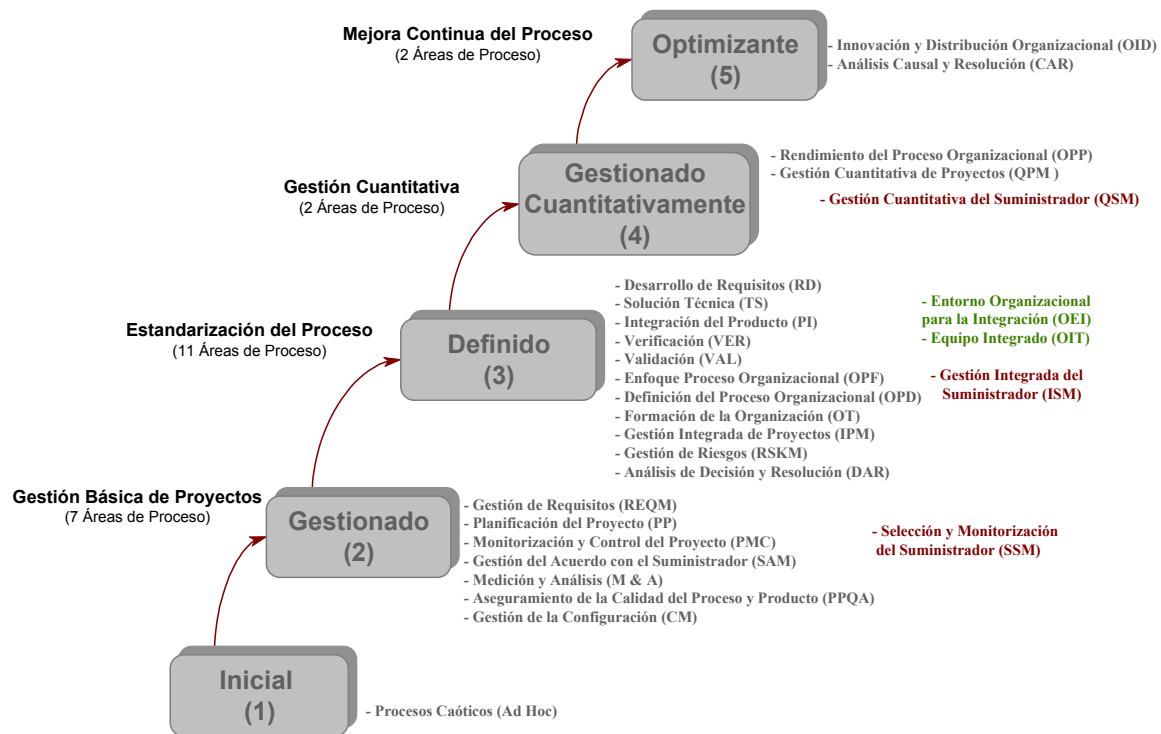 Mejora Continua del Proceso
(2 Áreas de Proceso)
Optimizante
(5)
- Innovación y Distribución Organizacional (OID)
- Análisis Causal y Resolución (CAR)
Gestión Cuantitativa
(2 Áreas de Proceso)
Gestionado
Cuantitativamente
(4)
- Rendimiento del Proceso Organizacional (OPP)
- Gestión Cuantitativa de Proyectos (QPM )
- Gestión Cuantitativa del Suministrador (QSM)
Estandarización del Proceso
(11 Áreas de Proceso)
Definido
(3)
- Desarrollo de Requisitos (RD)
- Solución Técnica (TS)
- Integración del Producto (PI)
- Verificación (VER)
- Validación (VAL)
- Enfoque Proceso Organizacional (OPF)
- Definición del Proceso Organizacional (OPD)
- Formación de la Organización (OT)
- Gestión Integrada de Proyectos (IPM)
- Gestión de Riesgos (RSKM)
- Análisis de Decisión y Resolución (DAR)
- Entorno Organizacional
para la Integración (OEI)
- Equipo Integrado (OIT)
- Gestión Integrada del
Suministrador (ISM)
Gestión Básica de Proyectos
(7 Áreas de Proceso)
Gestionado
(2)
- Gestión de Requisitos (REQM)
- Planificación del Proyecto (PP)
- Monitorización y Control del Proyecto (PMC)
- Gestión del Acuerdo con el Suministrador (SAM)
- Medición y Análisis (M & A)
- Aseguramiento de la Calidad del Proceso y Producto (PPQA)
- Gestión de la Configuración (CM)
- Selección y Monitorización
del Suministrador (SSM)
Inicial
(1)
- Procesos Caóticos (Ad Hoc)